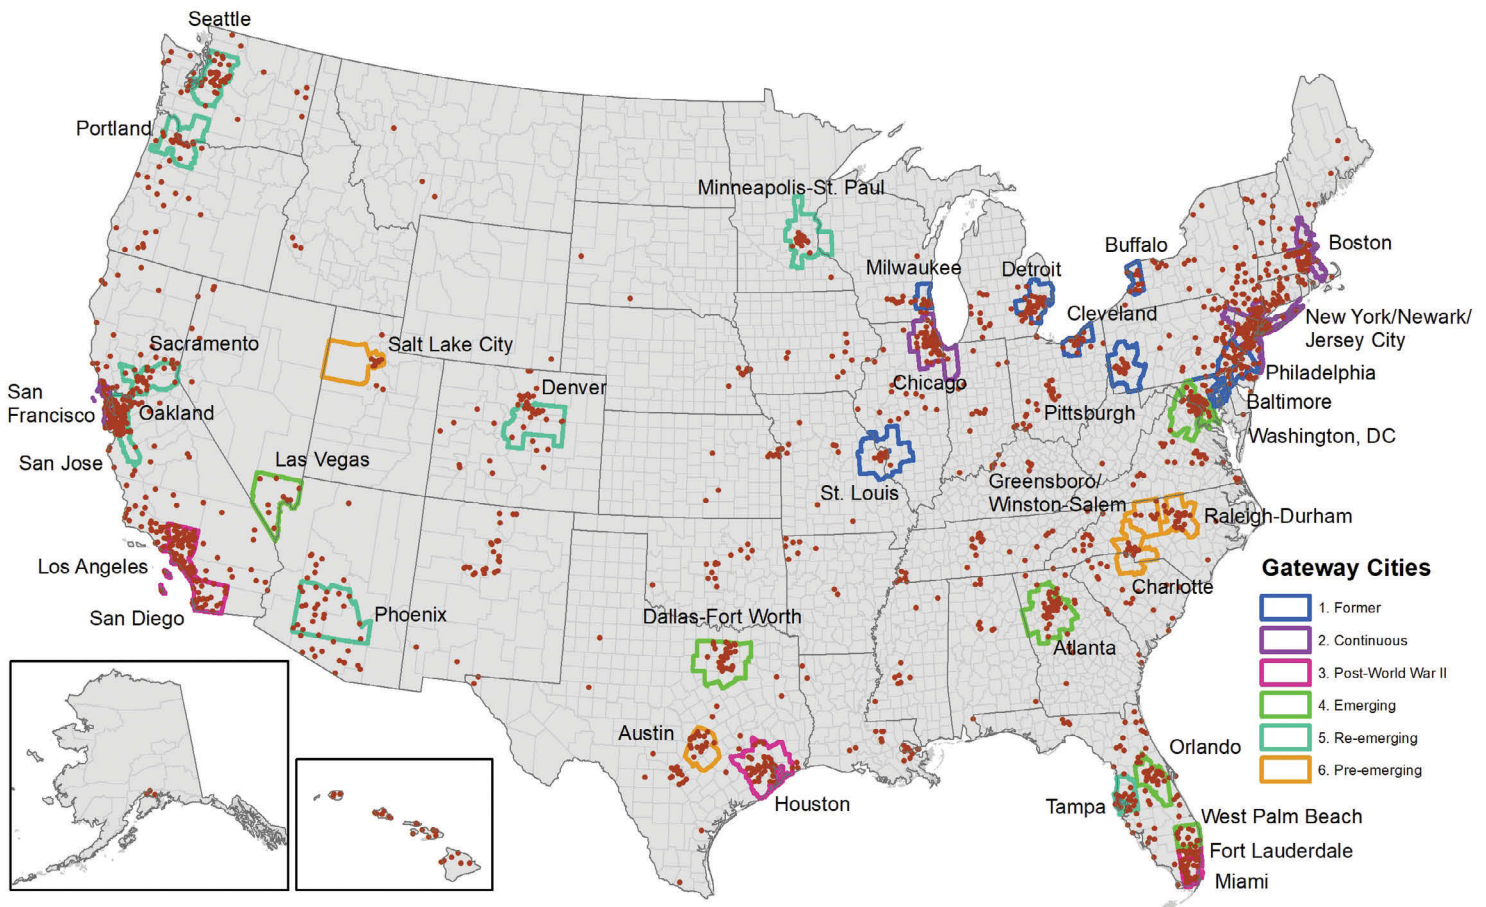 Seattle
Portland
Minneapolis-St. Paul
Buffalo
Boston
Milwaukee
Detroit
Cleveland
New York/Newark/
Jersey City
Sacramento
Salt Lake City
Denver
Chicago
Philadelphia
San
Francisco
Oakland
Pittsburgh
Baltimore
Washington, DC
San Jose
Las Vegas
St. Louis
Greensboro/
Winston-Salem
Raleigh-Durham
Los Angeles
San Diego
Phoenix
Dallas-Fort Worth
Charlotte
Atlanta
Gateway Cities
1. Former
2. Continuous
3. Post-World War II
4. Emerging
5. Re-emerging
6. Pre-emerging
Austin
Houston
Orlando
Tampa
West Palm Beach
Fort Lauderdale
Miami